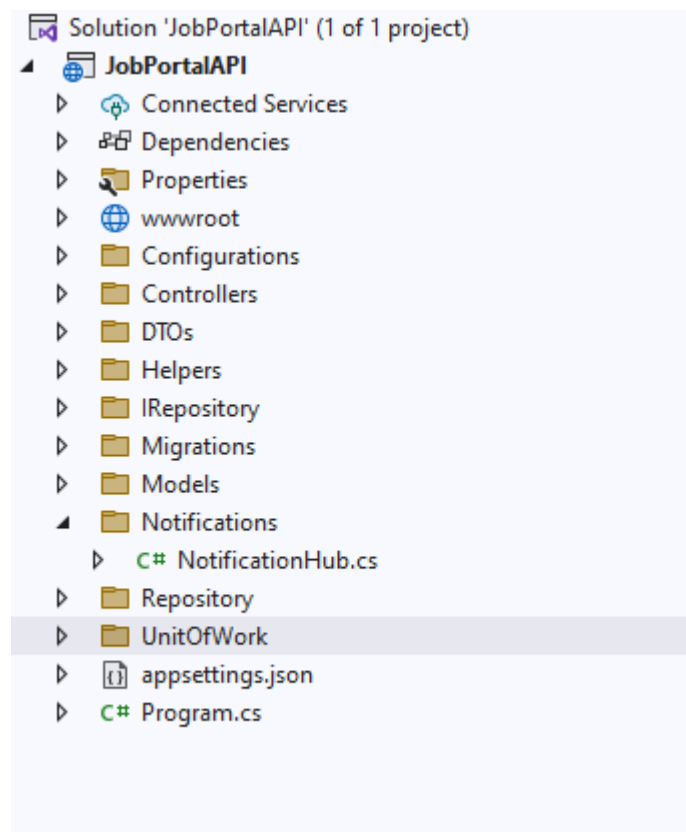 Solution 'JobPortalAPI' (1 of 1 project)
JobPortalAPI
Connected Services
Dependencies
Properties
wwwroot
Configurations
Controllers
DTOs
Helpers
IRepository
Migrations
Models
Notifications
C# NotificationHub.cs
Repository
UnitOfWork
appsettings.json
C# Program.cs